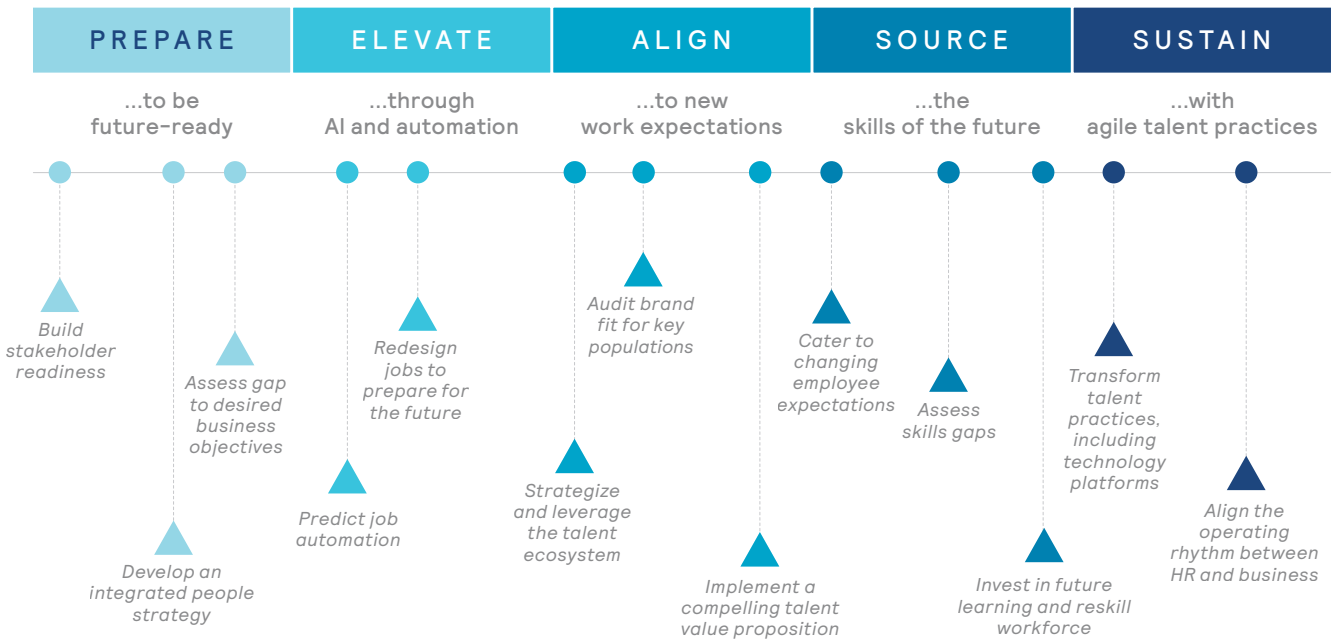 PREPARE
ELEVATE
ALIGN
SOURCE
SUSTAIN
...to be
future-ready
...through
AI and automation
...to new
work expectations
...the
skills of the future
...with
agile talent practices
Build
stakeholder
readiness
Develop an
integrated people
strategy
Assess gap
to desired
business
objectives
Predict job
automation
Redesign
jobs to
prepare for
the future
Strategize
and leverage
the talent
ecosystem
Audit brand
fit for key
populations
Implement a
compelling talent
value proposition
Cater to
changing
employee
expectations
Assess
skills gaps
Invest in future
learning and reskill
workforce
Transform
talent
practices,
including
technology
platforms
Align the
operating
rhythm between
HR and business